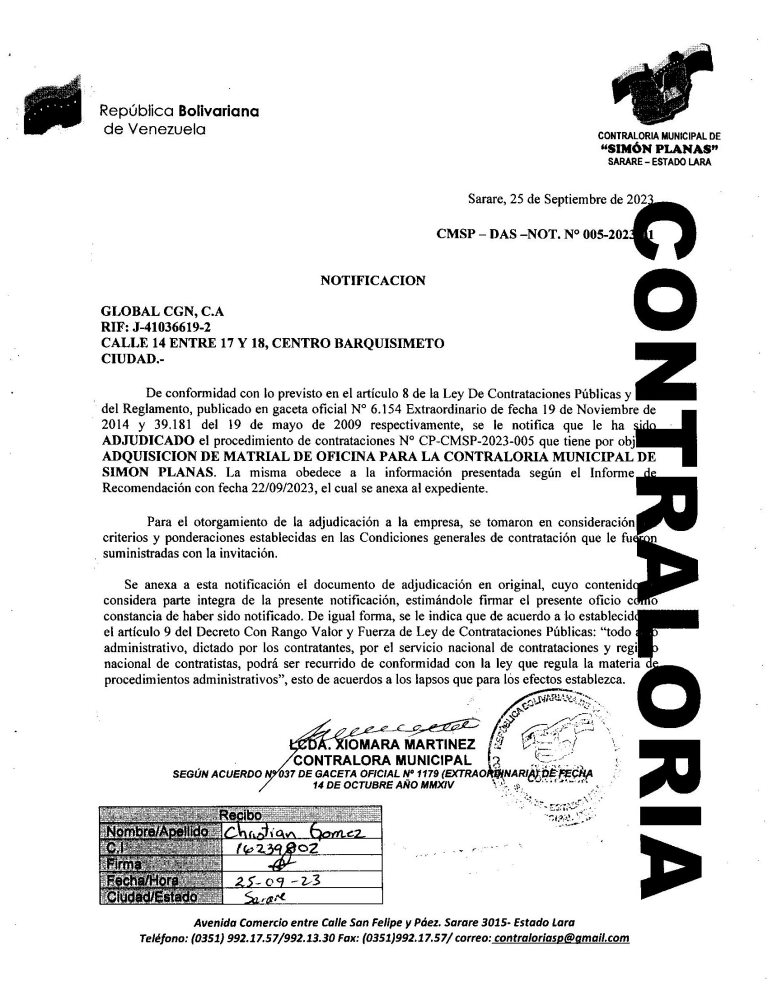 República Bolivariana
de Venezuela
CONTRALORIA MUNICIPAL DE
“SIMÓN PLANAS”
SARARE – ESTADO LARA
Sarare, 25 de Septiembre de 2023
CMSP – DAS –NOT. Nº 005-2023
NOTIFICACION
GLOBAL CGN, C.A
RIF: J-41036619-2
CALLE 14 ENTRE 17 Y 18, CENTRO BARQUISIMETO
CIUDAD.-
De conformidad con lo previsto en el artículo 8 de la Ley De Contrataciones Públicas y
del Reglamento, publicado en gaceta oficial Nº 6.154 Extraordinario de fecha 19 de Noviembre de
2014 y 39.181 del 19 de mayo de 2009 respectivamente, se le notifica que le ha sido
ADJUDICADO el procedimiento de contrataciones Nº CP-CMSP-2023-005 que tiene por obj
ADQUISICION DE MATRIAL DE OFICINA PARA LA CONTRALORIA MUNICIPAL DE
SIMON PLANAS. La misma obedece a la información presentada según el Informe de
Recomendación con fecha 22/09/2023, el cual se anexa al expediente.
Para el otorgamiento de la adjudicación a la empresa, se tomaron en consideración
criterios y ponderaciones establecidas en las Condiciones generales de contratación que le fueron
suministradas con la invitación.
Se anexa a esta notificación el documento de adjudicación en original, cuyo contenido
considera parte integra de la presente notificación, estimándole firmar el presente oficio como
constancia de haber sido notificado. De igual forma, se le indica que de acuerdo a lo establecido
el artículo 9 del Decreto Con Rango Valor y Fuerza de Ley de Contrataciones Públicas: “todo
administrativo, dictado por los contratantes, por el servicio nacional de contrataciones y regi
nacional de contratistas, podrá ser recurrido de conformidad con la ley que regula la materia de
procedimientos administrativos”, esto de acuerdos a los lapsos que para los efectos establezca.
LCDA. XIOMARA MARTINEZ
CONTRALORA MUNICIPAL
SEGÚN ACUERDO Nº 037 DE GACETA OFICIAL Nº 1179 (EXTRAORDINARIA) DE FECHA
14 DE OCTUBRE AÑO MMXIV
REPÚBLICA BOLIVARIANA DE
Recibo
Nombre/Apellido Christian Gomez
C.I 16239802
Firma
Fecha/Hora 25-09-23
Ciudad/Estado Sarare
Avenida Comercio entre Calle San Felipe y Páez. Sarare 3015- Estado Lara
Teléfono: (0351) 992.17.57/992.13.30 Fax: (0351)992.17.57/ correo: contraloriasp@gmail.com
CONTRALORIA